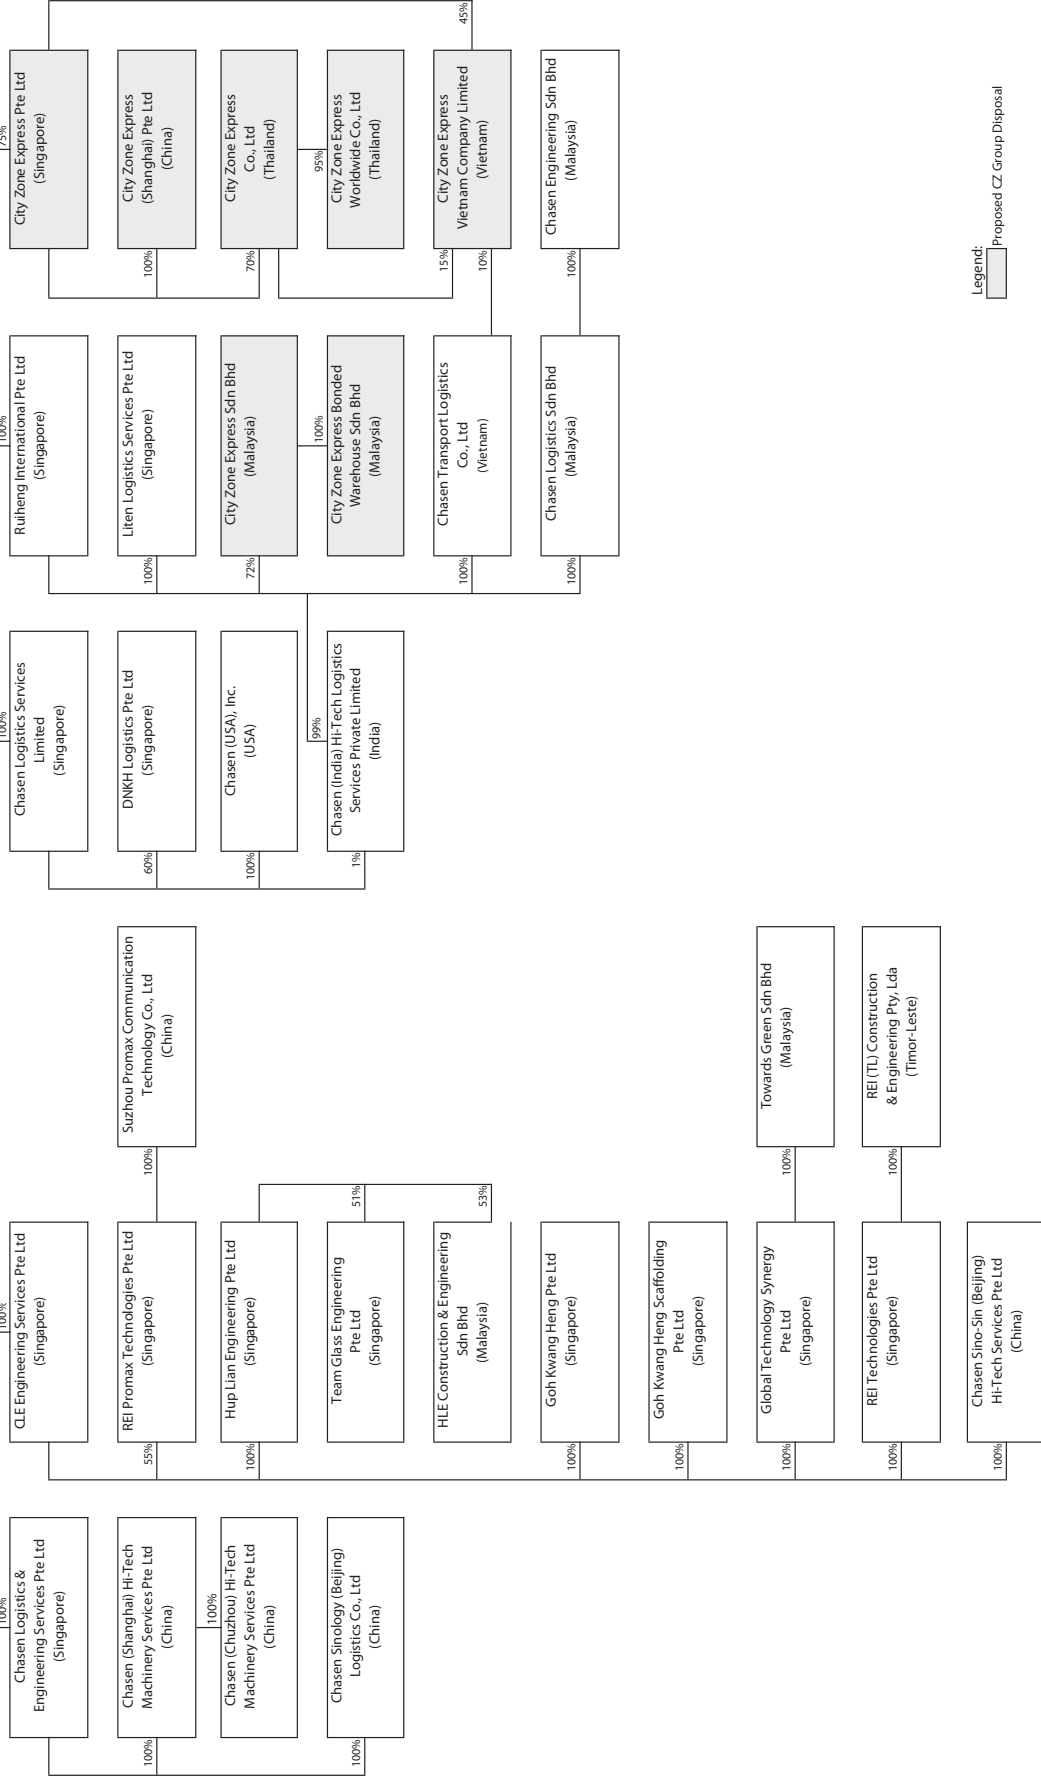 100%
Chasen Logistics &
Engineering Services Pte Ltd
(Singapore)
100%
Chasen (Shanghai) Hi-Tech
Machinery Services Pte Ltd
(China)
100%
Chasen (Chuzhou) Hi-Tech
Machinery Services Pte Ltd
(China)
100%
Chasen Sinology (Beijing)
Logistics Co., Ltd
(China)
100%
CLE Engineering Services Pte Ltd
(Singapore)
55%
REI Promax Technologies Pte Ltd
(Singapore)
100%
Suzhou Promax Communication
Technology Co., Ltd
(China)
100%
Hup Lian Engineering Pte Ltd
(Singapore)
51%
Team Glass Engineering
Pte Ltd
(Singapore)
53%
HLE Construction & Engineering
Sdn Bhd
(Malaysia)
100%
Goh Kwang Heng Pte Ltd
(Singapore)
100%
Goh Kwang Heng Scaffolding
Pte Ltd
(Singapore)
100%
Global Technology Synergy
Pte Ltd
(Singapore)
100%
Towards Green Sdn Bhd
(Malaysia)
100%
REI Technologies Pte Ltd
(Singapore)
100%
REI (TL) Construction
& Engineering Pty, Lda
(Timor-Leste)
100%
Chasen Sino-Sin (Beijing)
Hi-Tech Services Pte Ltd
(China)
100%
Chasen Logistics Services
Limited
(Singapore)
60%
DNKH Logistics Pte Ltd
(Singapore)
100%
Chasen (USA), Inc.
(USA)
1%
99%
Chasen (India) Hi-Tech Logistics
Services Private Limited
(India)
100%
Ruiheng International Pte Ltd
(Singapore)
100%
Liten Logistics Services Pte Ltd
(Singapore)
72%
City Zone Express Sdn Bhd
(Malaysia)
100%
City Zone Express Bonded
Warehouse Sdn Bhd
(Malaysia)
100%
Chasen Transport Logistics
Co., Ltd
(Vietnam)
100%
Chasen Logistics Sdn Bhd
(Malaysia)
75%
City Zone Express Pte Ltd
(Singapore)
100%
City Zone Express
(Shanghai) Pte Ltd
(China)
70%
City Zone Express
Co., Ltd
(Thailand)
95%
City Zone Express
Worldwide Co., Ltd
(Thailand)
15%
10%
45%
City Zone Express
Vietnam Company Limited
(Vietnam)
100%
Chasen Engineering Sdn Bhd
(Malaysia)
Legend:
Proposed CZ Group Disposal